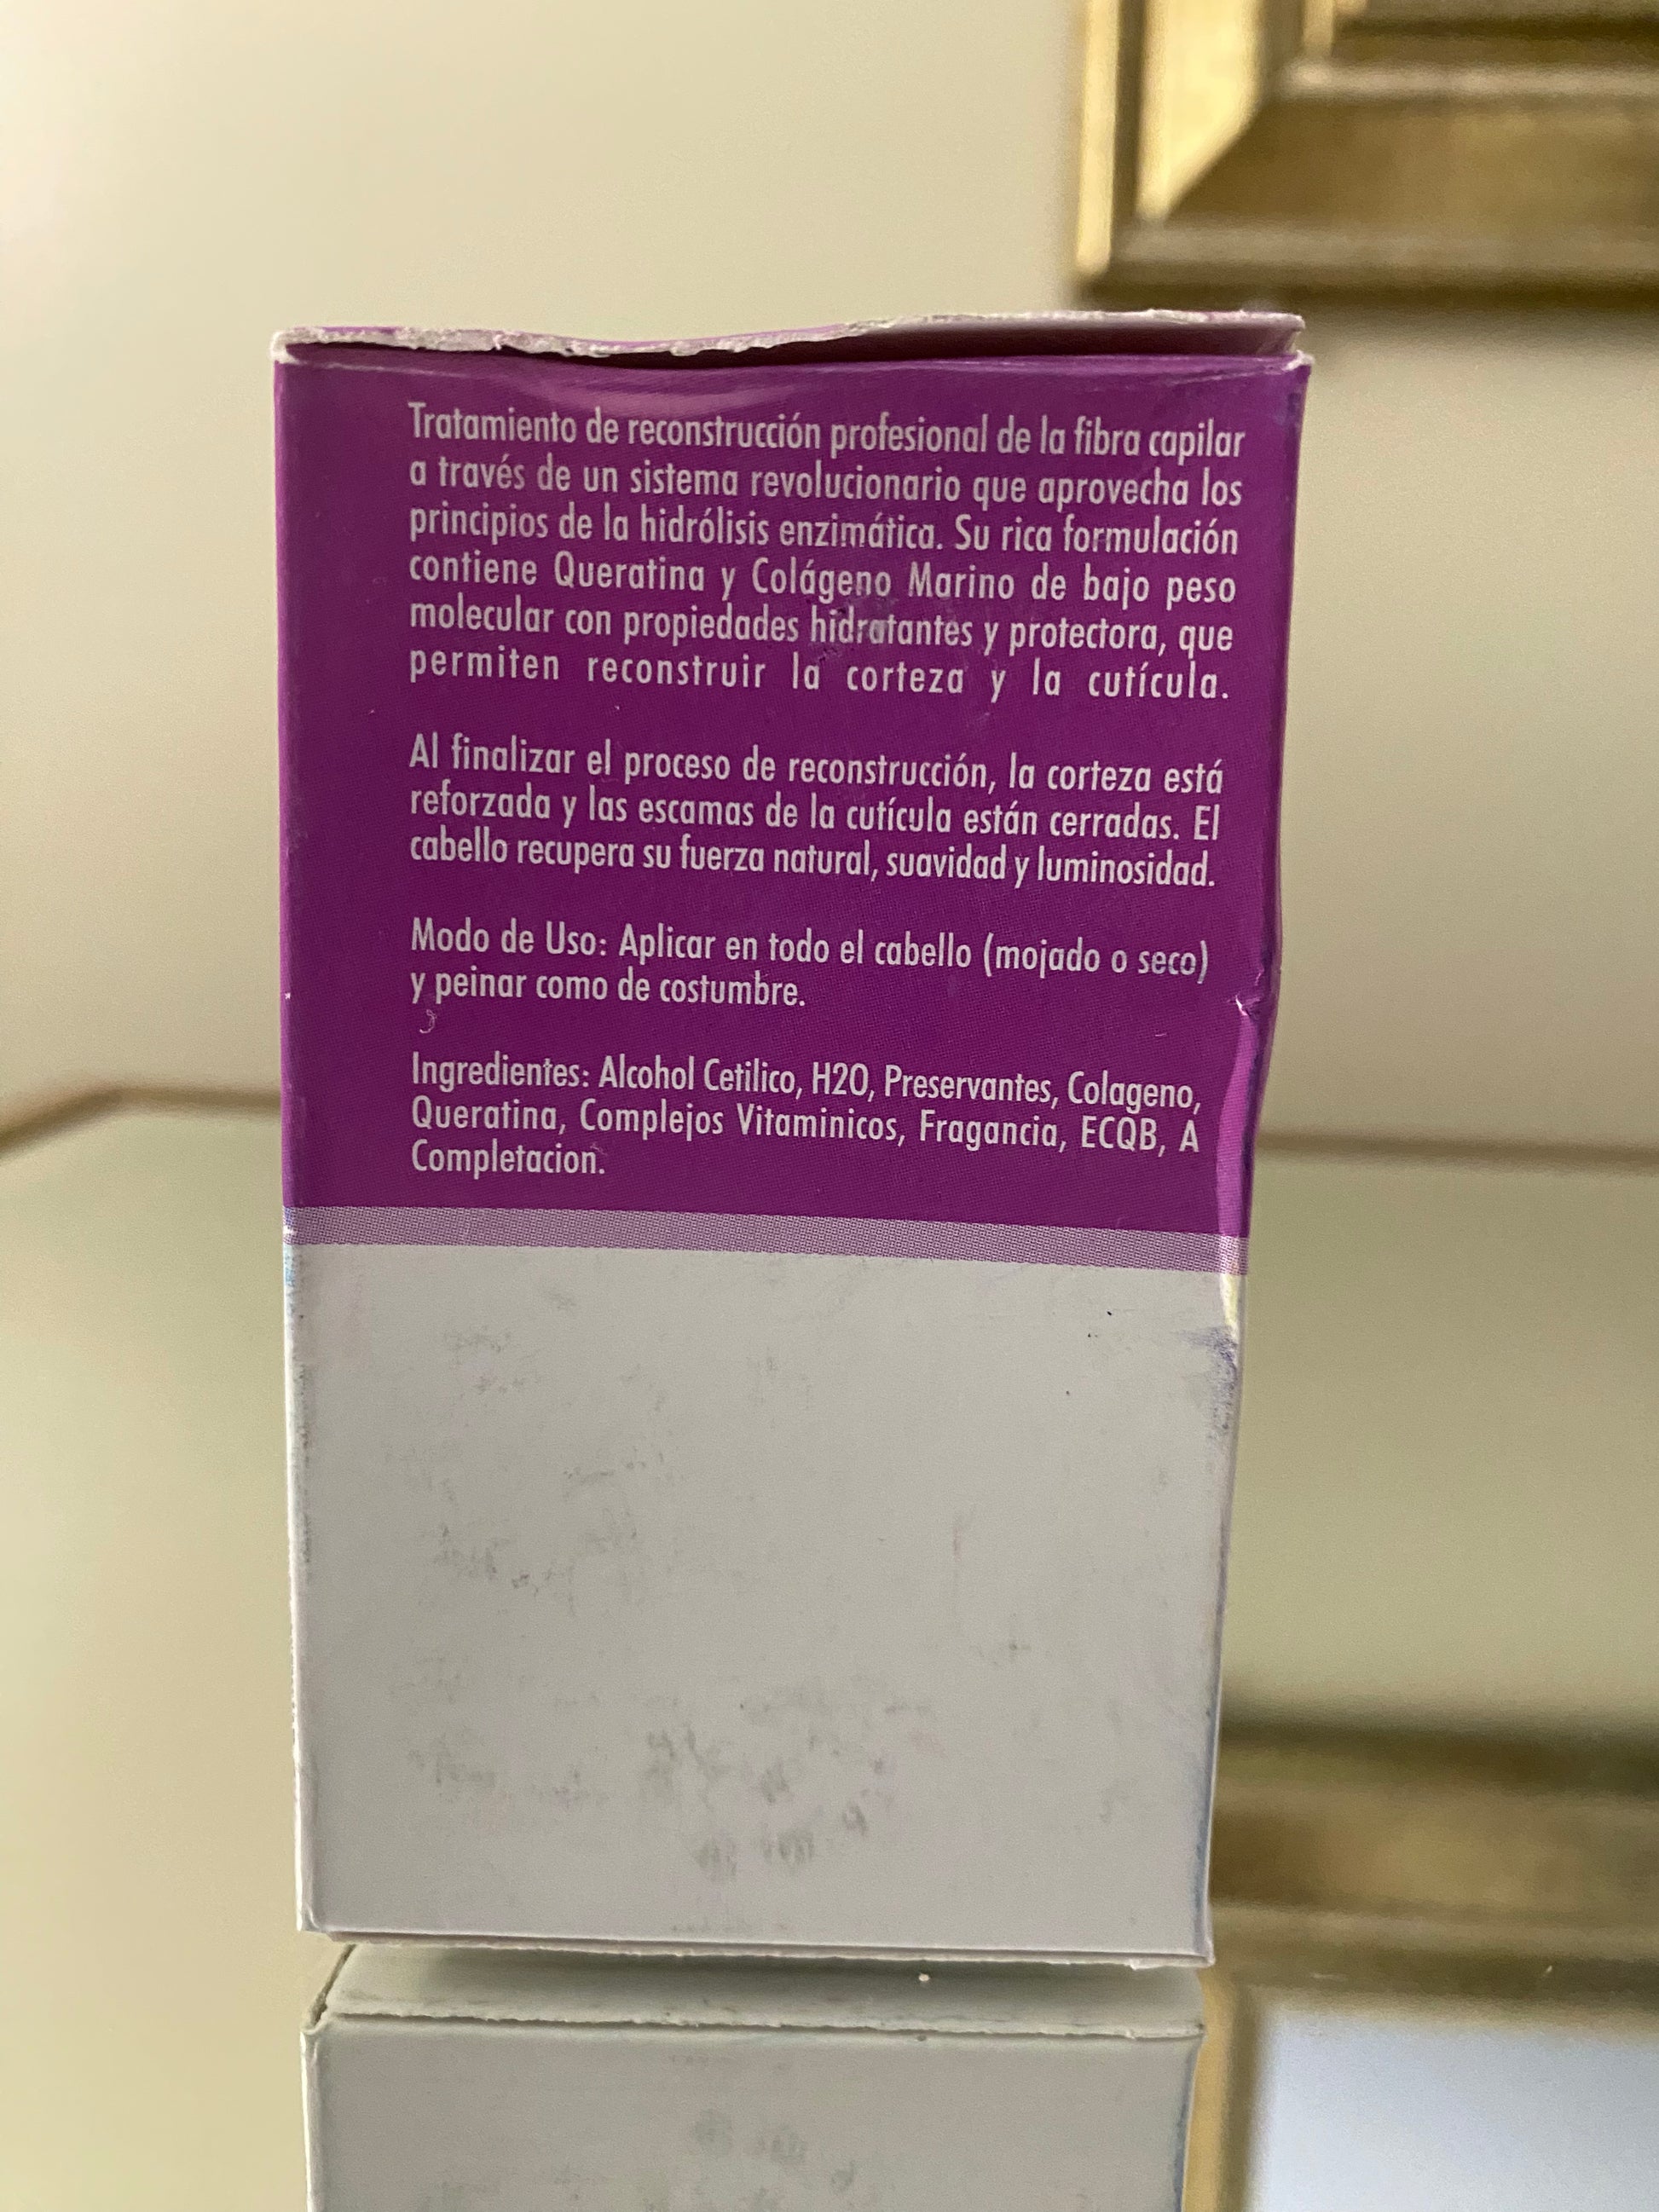 Tratamiento de reconstrucción profesional de la fibra capilar
a través de un sistema revolucionario que aprovecha los
principios de la hidrólisis enzimática. Su rica formulación
contiene Queratina y Colágeno Marino de bajo peso
molecular con propiedades hidratantes y protectora, que
permiten reconstruir la corteza y la cutícula.
Al finalizar el proceso de reconstrucción, la corteza está
reforzada y las escamas de la cutícula están cerradas. El
cabello recupera su fuerza natural, suavidad y luminosidad.
Modo de Uso: Aplicar en todo el cabello (mojado o seco)
y peinar como de costumbre.
Ingredientes: Alcohol Cetilico, H2O, Preservantes, Colageno,
Queratina, Complejos Vitaminicos, Fragancia, ECQB, A
Completacion.